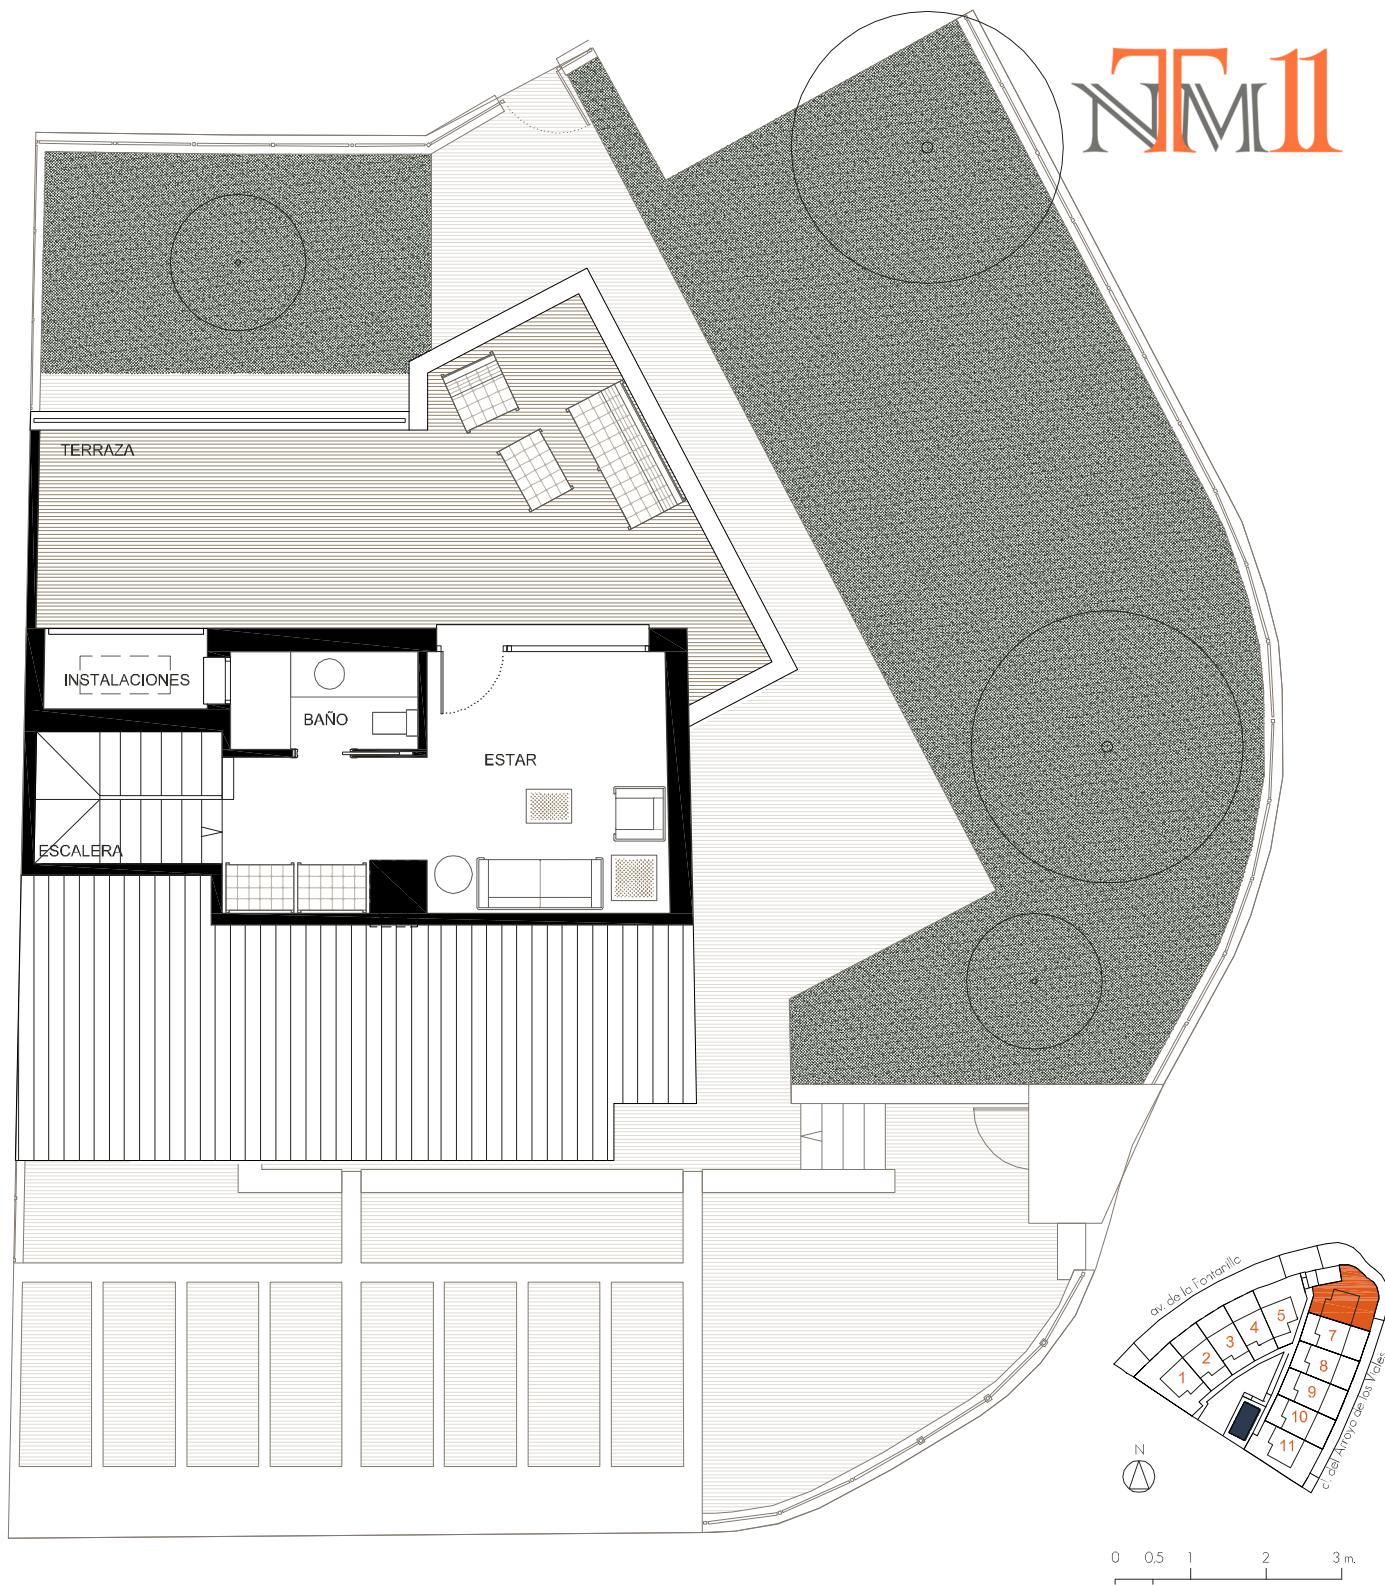 NTM11
TERRAZA
INSTALACIONES
BAÑO
ESTAR
ESCALERA
av. de la Fontanilla
5
4
3
2
1
7
8
9
10
11
c/. del Arroyo de los Viales
N
0 0,5 1 2 3 m.